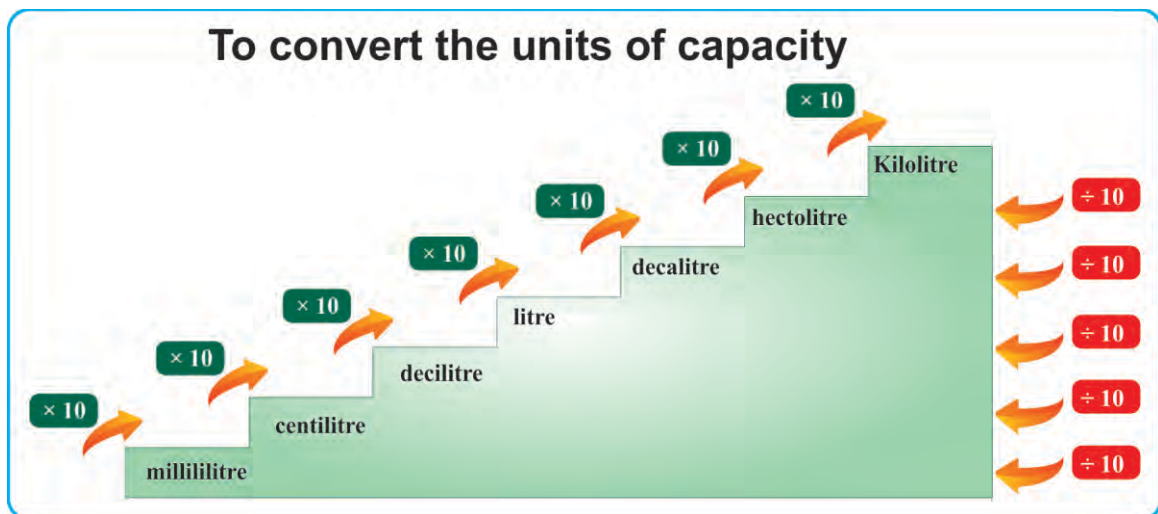 To convert the units of capacity
× 10
× 10
× 10
× 10
× 10
× 10
× 10
Kilolitre
hectolitre
decalitre
litre
decilitre
centilitre
millililitre
÷ 10
÷ 10
÷ 10
÷ 10
÷ 10